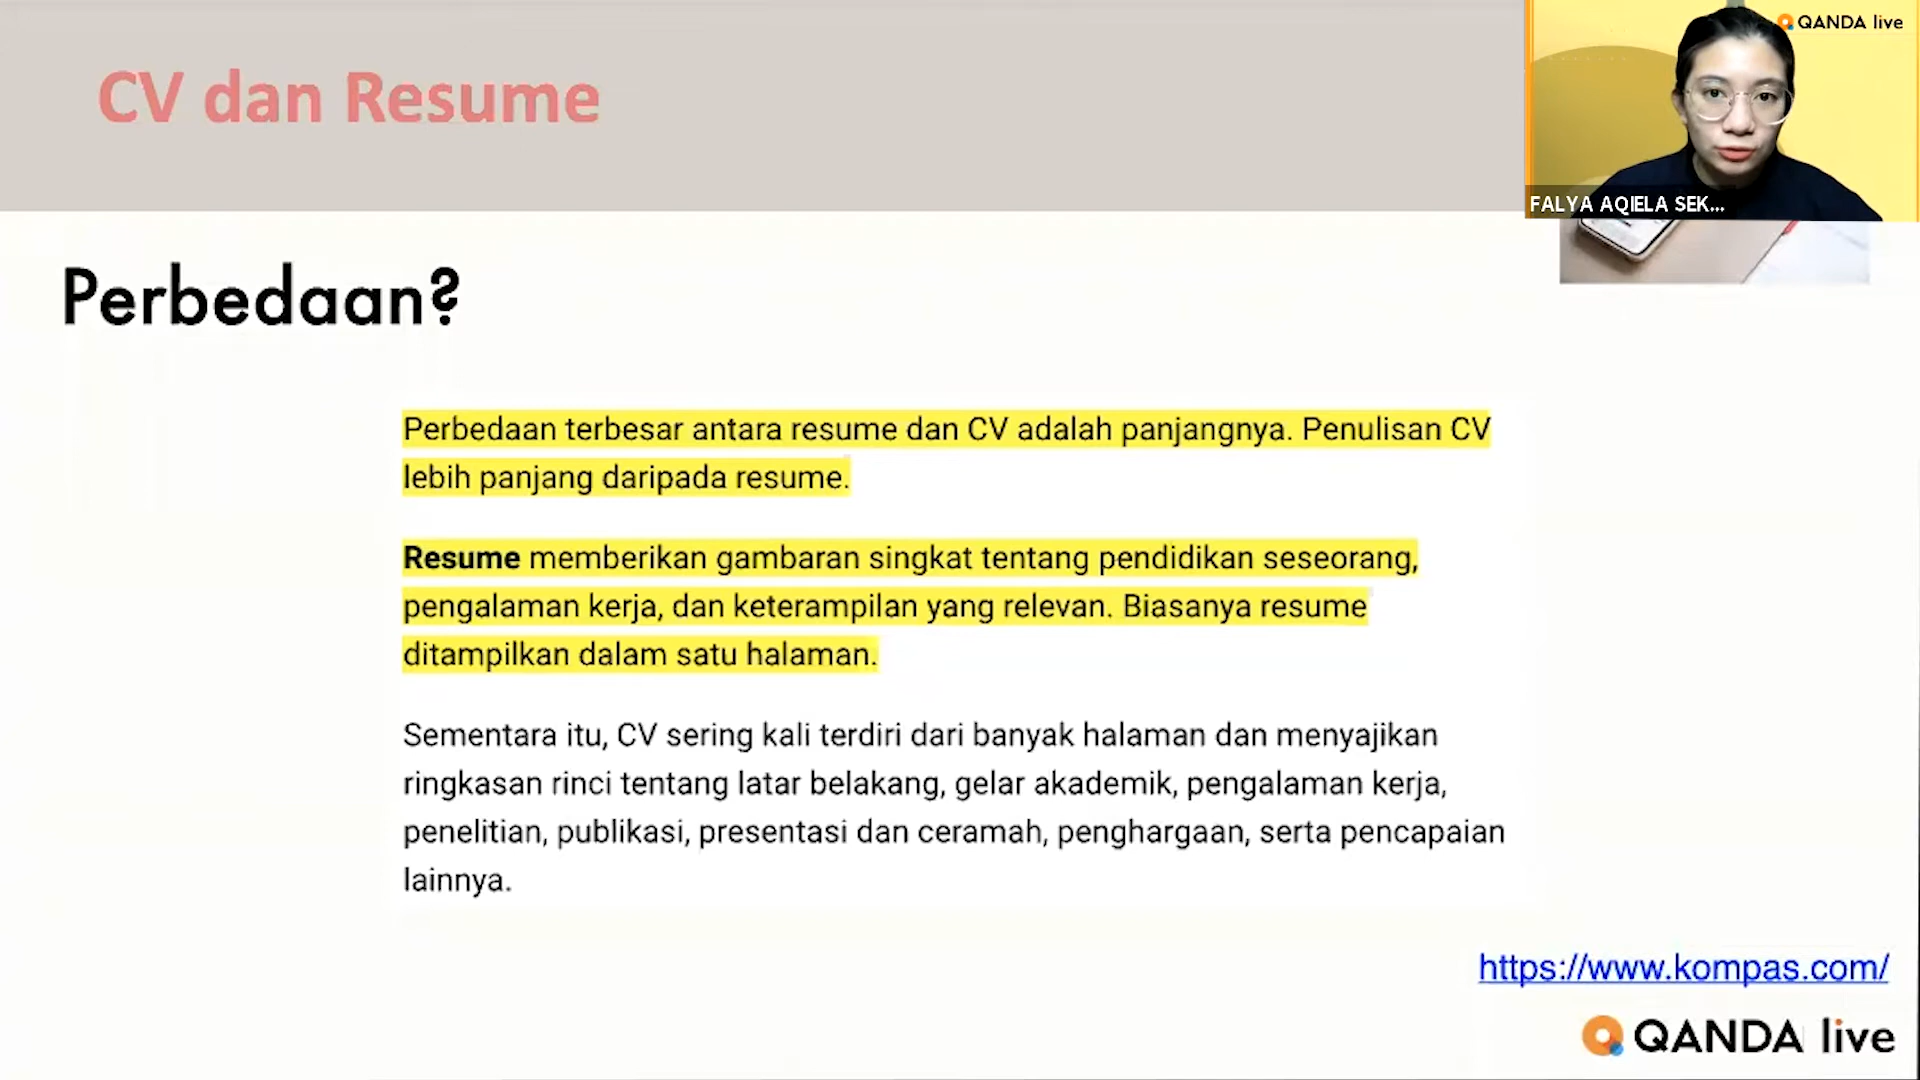 CV dan Resume
QANDA live
FALYA AQIELA SEK...
Perbedaan?
Perbedaan terbesar antara resume dan CV adalah panjangnya. Penulisan CV
lebih panjang daripada resume.
Resume memberikan gambaran singkat tentang pendidikan seseorang,
pengalaman kerja, dan keterampilan yang relevan. Biasanya resume
ditampilkan dalam satu halaman.
Sementara itu, CV sering kali terdiri dari banyak halaman dan menyajikan
ringkasan rinci tentang latar belakang, gelar akademik, pengalaman kerja,
penelitian, publikasi, presentasi dan ceramah, penghargaan, serta pencapaian
lainnya.
https://www.kompas.com/
QANDA live